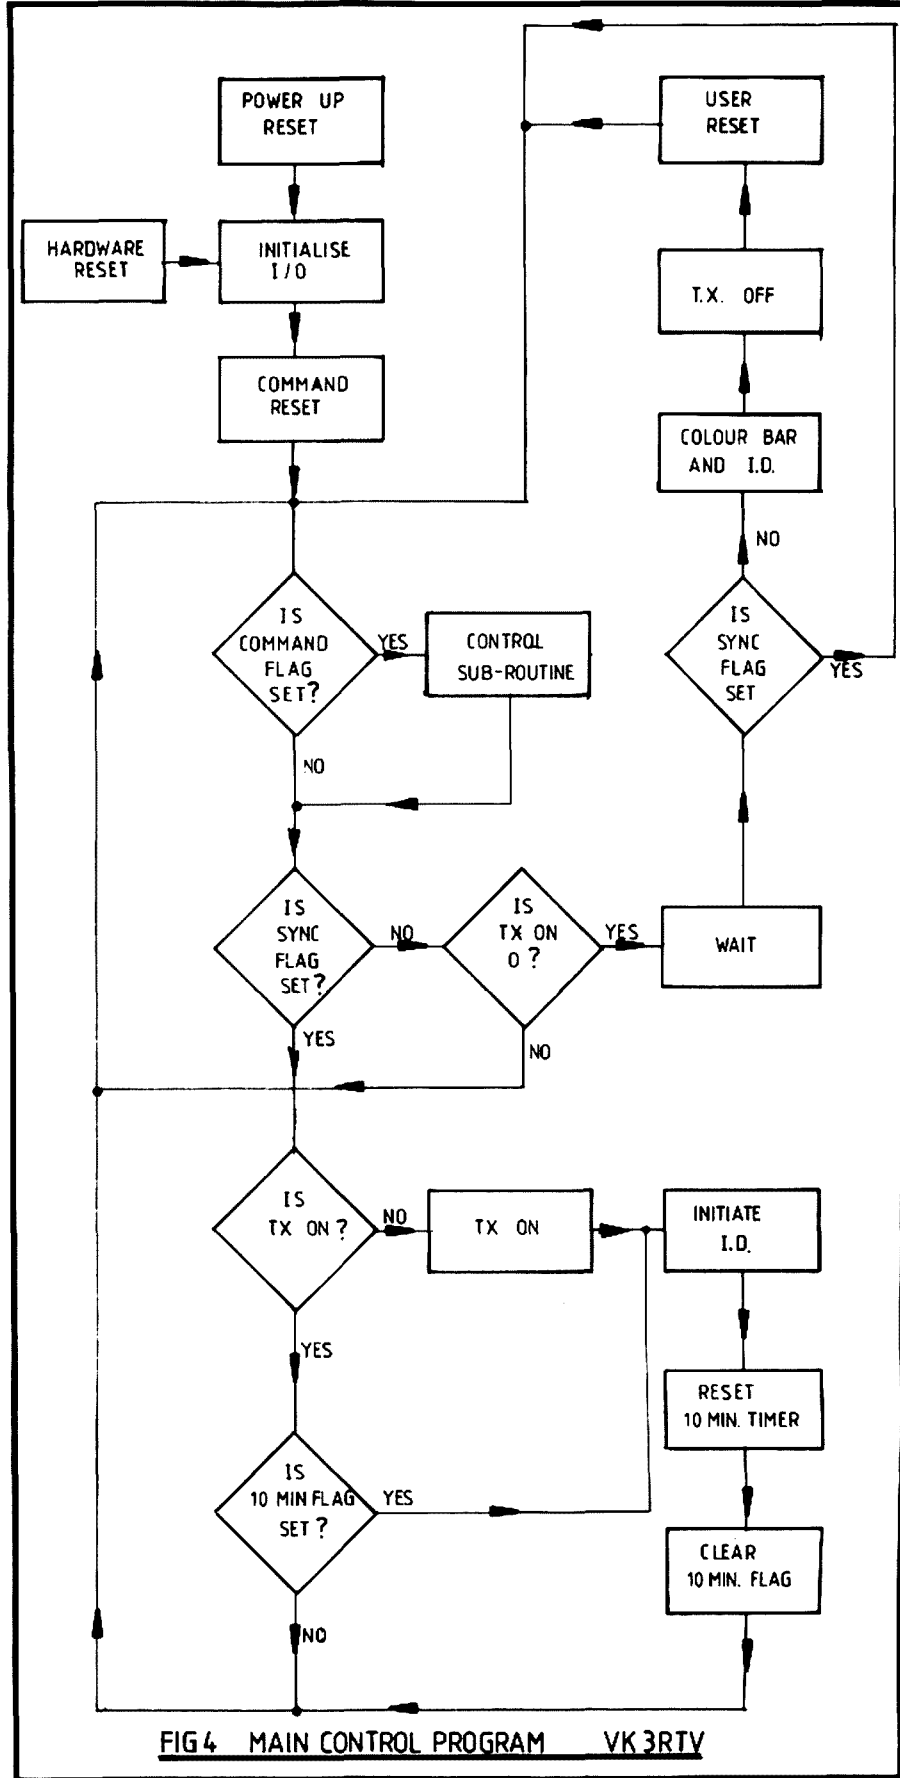 POWER UP
RESET
USER
RESET
HARDWARE
RESET
INITIALISE
I/O
T.X. OFF
COMMAND
RESET
COLOUR BAR
AND I.D.
NO
IS
COMMAND
FLAG
SET?
YES
CONTROL
SUB-ROUTINE
IS
SYNC
FLAG
SET
YES
NO
IS
SYNC
FLAG
SET?
NO
IS
TX ON
O?
YES
WAIT
YES
NO
IS
TX ON?
NO
TX ON
INITIATE
I.D.
YES
RESET
10 MIN. TIMER
IS
10 MIN FLAG
SET?
YES
CLEAR
10 MIN. FLAG
NO
FIG 4 MAIN CONTROL PROGRAM VK3RTV